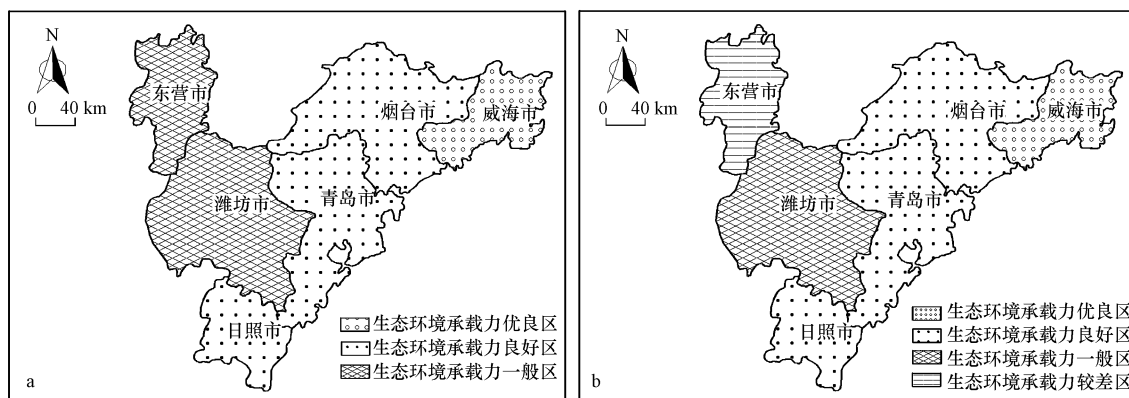 N
0 40 km
东营市
烟台市
威海市
潍坊市
青岛市
日照市
生态环境承载力优良区
生态环境承载力良好区
生态环境承载力一般区
a
N
0 40 km
东营市
烟台市
威海市
潍坊市
青岛市
日照市
生态环境承载力优良区
生态环境承载力良好区
生态环境承载力一般区
生态环境承载力较差区
b